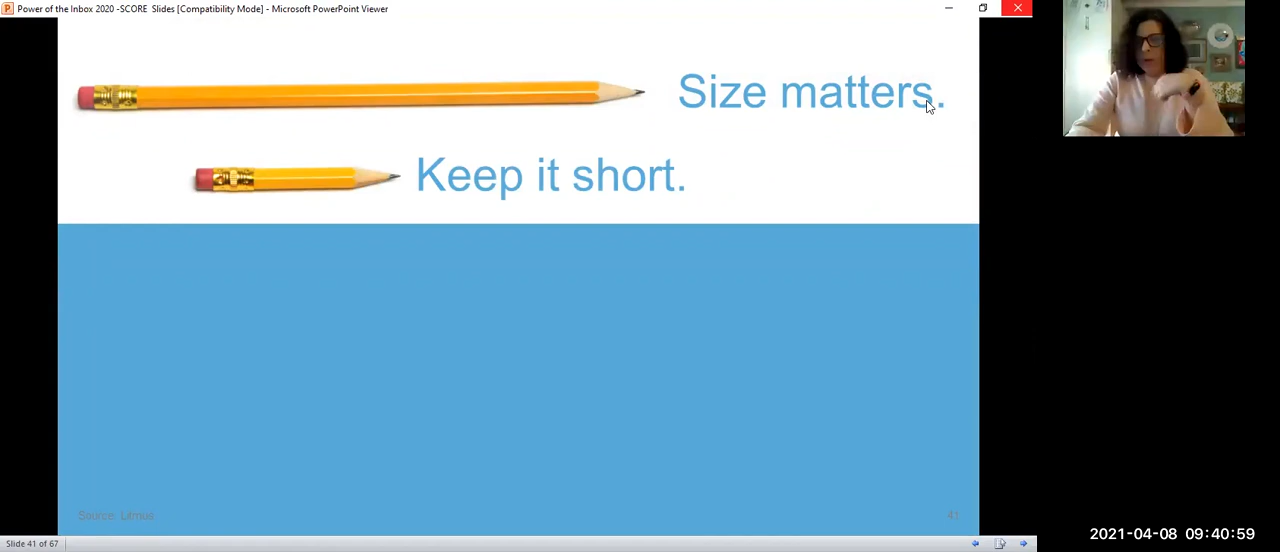 Power of the Inbox 2020 -SCORE Slides [Compatibility Mode] - Microsoft PowerPoint Viewer
Size matters.
Keep it short.
Source: Litmus
41
Slide 41 of 67
2021-04-08 09:40:59